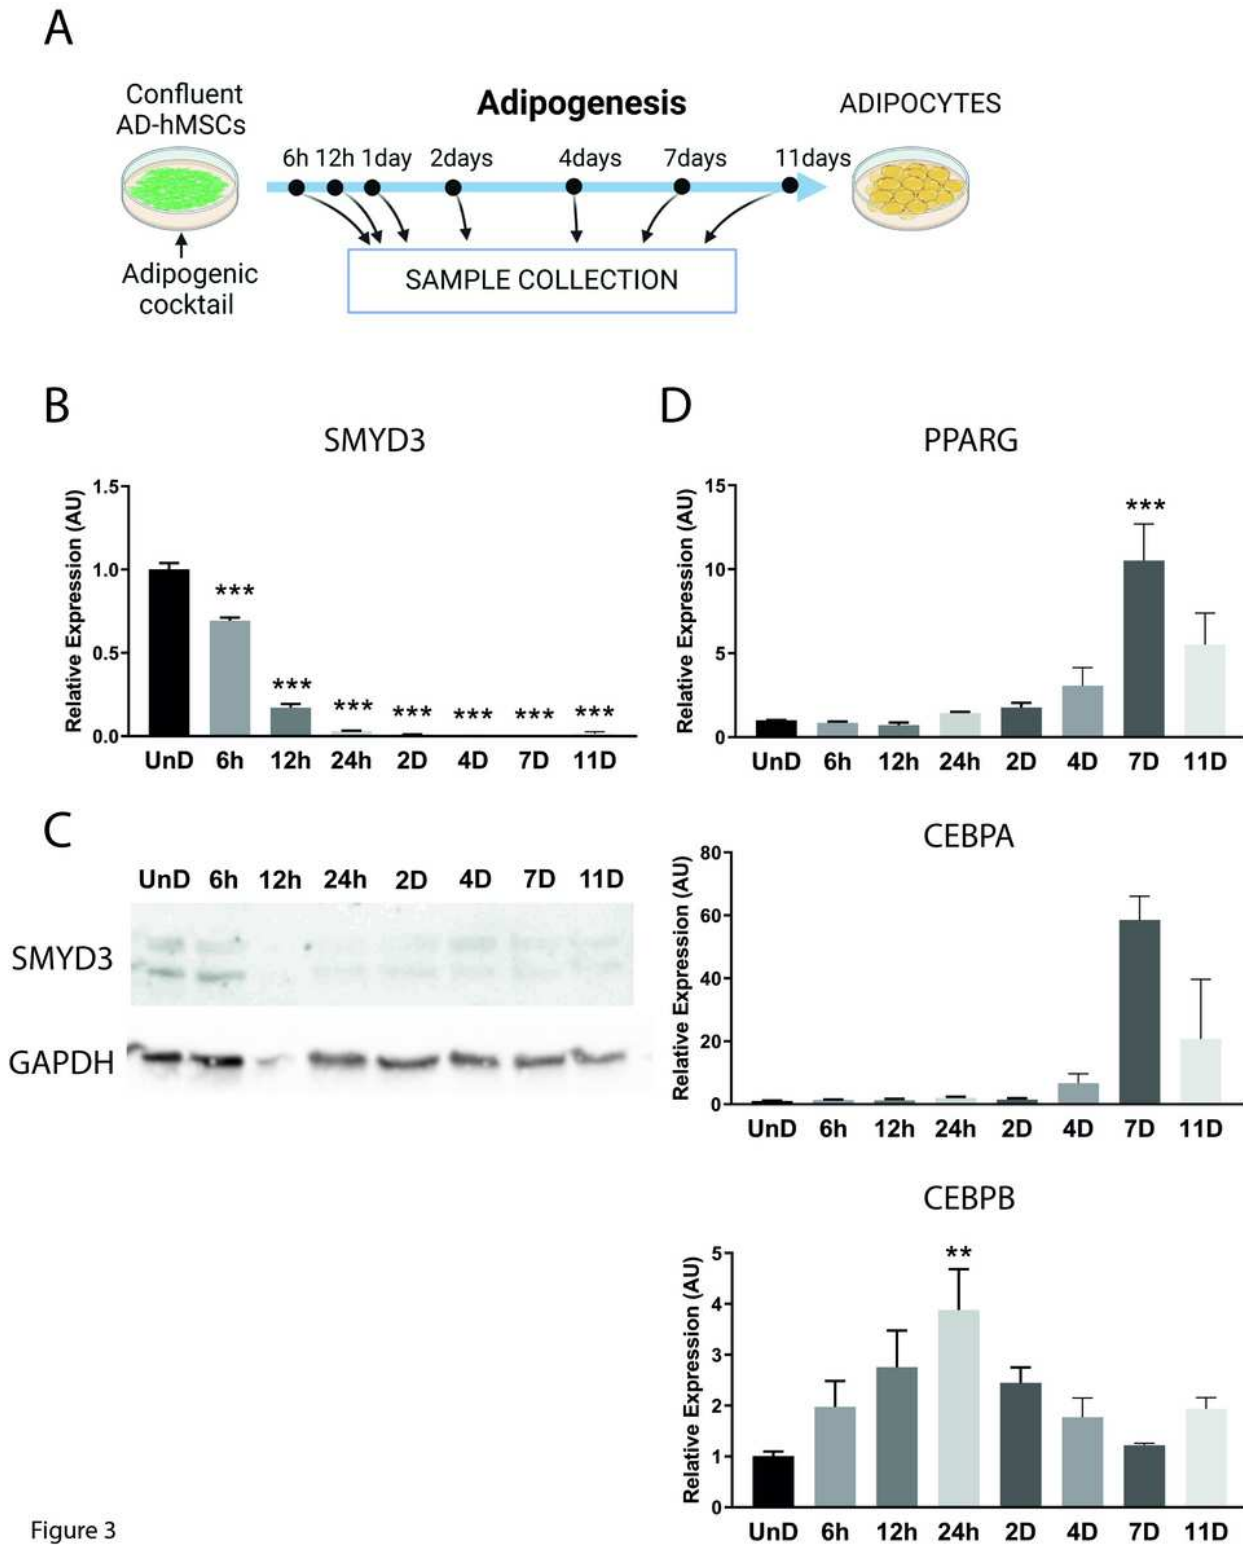 A
Confluent
AD-hMSCs
Adipogenesis
ADIPOCYTES
6h 12h 1day 2days 4days 7days 11days
Adipogenic
cocktail
SAMPLE COLLECTION
B
SMYD3
Relative Expression (AU)
1.5
1.0
0.5
0.0
*** *** *** *** *** *** ***
UnD 6h 12h 24h 2D 4D 7D 11D
C
UnD 6h 12h 24h 2D 4D 7D 11D
SMYD3
GAPDH
D
PPARG
Relative Expression (AU)
15
10
5
0
***
UnD 6h 12h 24h 2D 4D 7D 11D
CEBPA
Relative Expression (AU)
80
60
40
20
0
UnD 6h 12h 24h 2D 4D 7D 11D
CEBPB
Relative Expression (AU)
5
4
3
2
1
0
**
UnD 6h 12h 24h 2D 4D 7D 11D
Figure 3